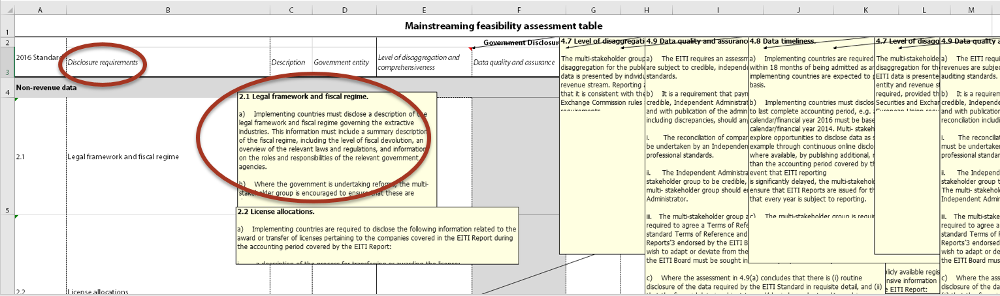 A B C D E F G H I J K L M
1 Mainstreaming feasibility assessment table
2 Government Disclosur
3 2016 Standard Disclosure requirements Description Government entity Level of disaggregation and comprehensiveness Data quality and assurance
4 Non-revenue data
2.1 Legal framework and fiscal regime
5
2.2 License allocations
2.1 Legal framework and fiscal regime.
a) Implementing countries must disclose a description of the
legal framework and fiscal regime governing the extractive
industries. This information must include a summary description
of the fiscal regime, including the level of fiscal devolution, an
overview of the relevant laws and regulations, and information
on the roles and responsibilities of the relevant government
agencies.
b) Where the government is undertaking reforms, the multi-
stakeholder group is encouraged to ensure that these are
2.2 License allocations.
a) Implementing countries are required to disclose the following information related to the
award or transfer of licenses pertaining to the companies covered in the EITI Report during
the accounting period covered by the EITI Report:
i. a description of the process for transferring or awarding the license;
4.7 Level of disaggregati
The multi-stakeholder group
disaggregation for the public
data is presented by individu
revenue stream. Reporting
that it is consistent with the
Exchange Commission rules
requirements
4.9 Data quality and assuranc
a) The EITI requires an assessm
are subject to credible, independe
standards.
b) It is a requirement that paym
credible, Independent Administrat
and with publication of the admin
including discrepancies, should any
i. The reconciliation of compar
be undertaken by an Independent
professional standards.
ii. The Independent Administra
stakeholder group to be credible,
multi- stakeholder group should en
Administrator.
iii. The multi-stakeholder group a
required to agree a Terms of Refe
standard Terms of Reference and
Reports'3 endorsed by the EITI B
wish to adapt or deviate from the
the EITI Board must be sought in
c) Where the assessment in 4.9(a) concludes that there is (i) routine
disclosure of the data required by the EITI Standard in requisite detail, and (ii)
4.8 Data timeliness.
a) Implementing countries are required
within 18 months of being admitted as an
implementing countries are expected to p
basis.
b) Implementing countries must disclos
to last complete accounting period, e.g.
calendar/financial year 2016 must be base
calendar/financial year 2014. Multi- stakeh
explore opportunities to disclose data as s
example through continuous online disclo
where available, by publishing additional,
than the accounting period covered by th
event that EITI reporting
is significantly delayed, the multi-stakehol
ensure that EITI Reports are issued for th
that every year is subject to reporting.
c) The multi-stakeholder group is requir
4.7 Level of disagg
The multi-stakeholde
disaggregation for th
EITI data is presente
entity and revenue st
required, provided th
Securities and Exchar
European Union requ
4.9 Data quality a
a) The EITI requi
revenues are subjec
auditing standards.
b) It is a requirem
credible, Independe
and with publication
reconciliation includi
i. The reconciliat
must be undertaken
professional standar
ii. The Independ
stakeholder group t
The multi- stakehol
Independent Admin
iii. The multi-stake
required to agree a
standard Terms of R
Reports'3 endorsed
wish to adapt or dev
the EITI Board mus
c) Where the asse
disclosure of the da
blicly available regis
ensive information
e EITI Report: